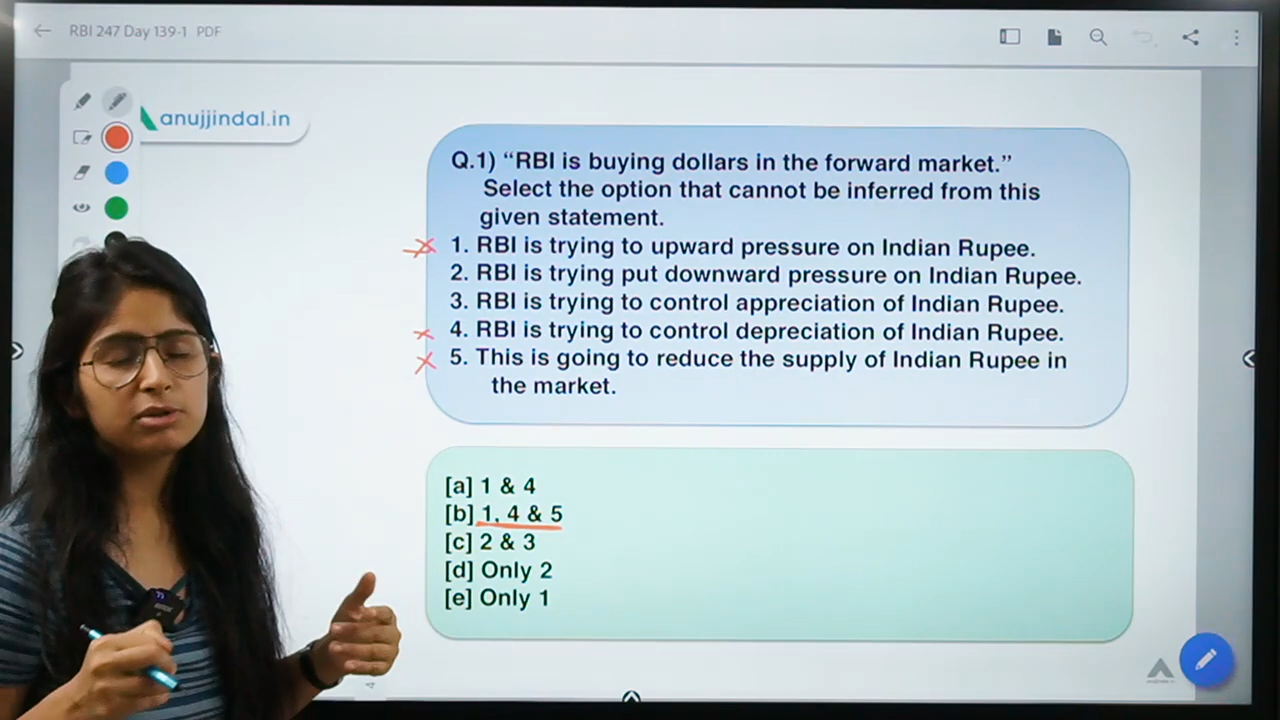 RBI 247 Day 139-1 PDF
anujjindal.in
Q.1) “RBI is buying dollars in the forward market.”
Select the option that cannot be inferred from this
given statement.
1. RBI is trying to upward pressure on Indian Rupee.
2. RBI is trying put downward pressure on Indian Rupee.
3. RBI is trying to control appreciation of Indian Rupee.
4. RBI is trying to control depreciation of Indian Rupee.
5. This is going to reduce the supply of Indian Rupee in
the market.
[a] 1 & 4
[b] 1, 4 & 5
[c] 2 & 3
[d] Only 2
[e] Only 1